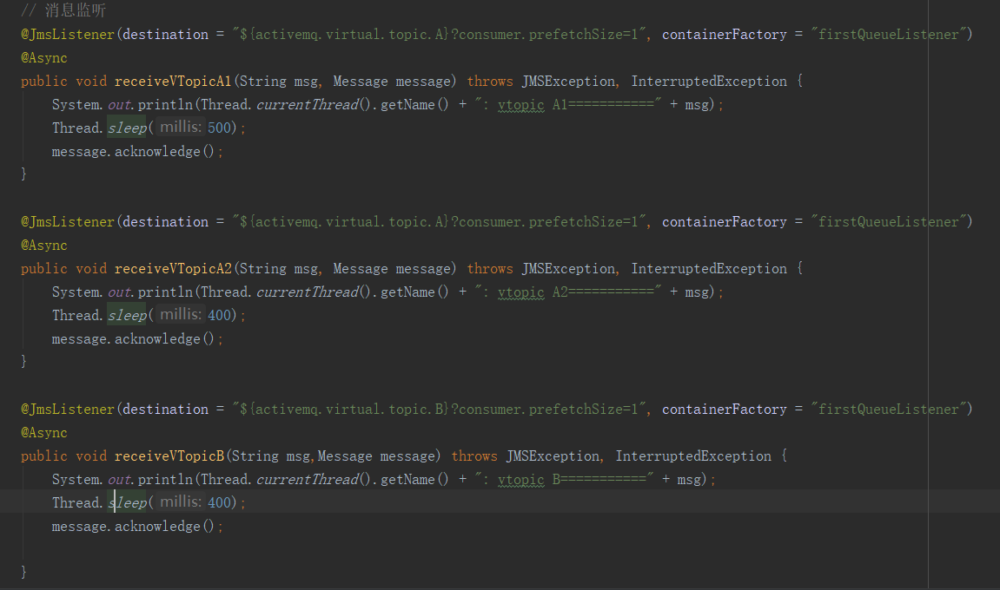 // 消息监听
@JmsListener(destination = "${activemq.virtual.topic.A}?consumer.prefetchSize=1", containerFactory = "firstQueueListener")
@Async
public void receiveVTopicA1(String msg, Message message) throws JMSException, InterruptedException {
System.out.println(Thread.currentThread().getName() + ": vtopic A1===========" + msg);
Thread.sleep( millis: 500);
message.acknowledge();
}
@JmsListener(destination = "${activemq.virtual.topic.A}?consumer.prefetchSize=1", containerFactory = "firstQueueListener")
@Async
public void receiveVTopicA2(String msg, Message message) throws JMSException, InterruptedException {
System.out.println(Thread.currentThread().getName() + ": vtopic A2===========" + msg);
Thread.sleep( millis: 400);
message.acknowledge();
}
@JmsListener(destination = "${activemq.virtual.topic.B}?consumer.prefetchSize=1", containerFactory = "firstQueueListener")
@Async
public void receiveVTopicB(String msg,Message message) throws JMSException, InterruptedException {
System.out.println(Thread.currentThread().getName() + ": vtopic B===========" + msg);
Thread.sleep( millis: 400);
message.acknowledge();
}